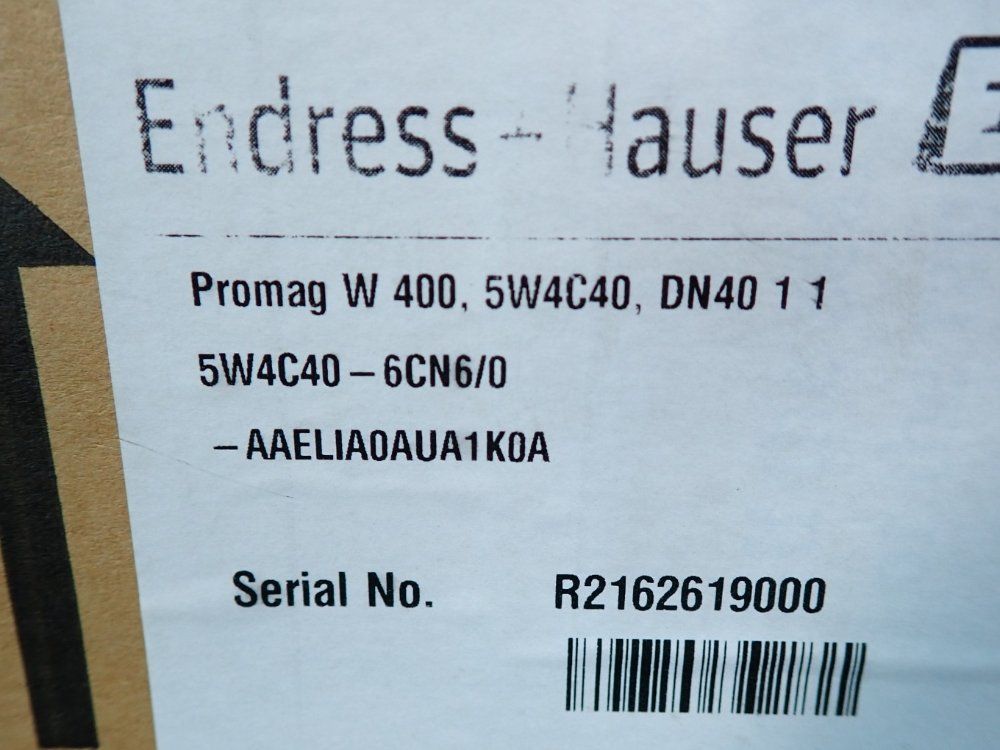 Endress + Hauser
Promag W 400, 5W4C40, DN40 1 1
5W4C40 – 6CN6/0
– AAELIA0AUA1K0A
Serial No. R2162619000